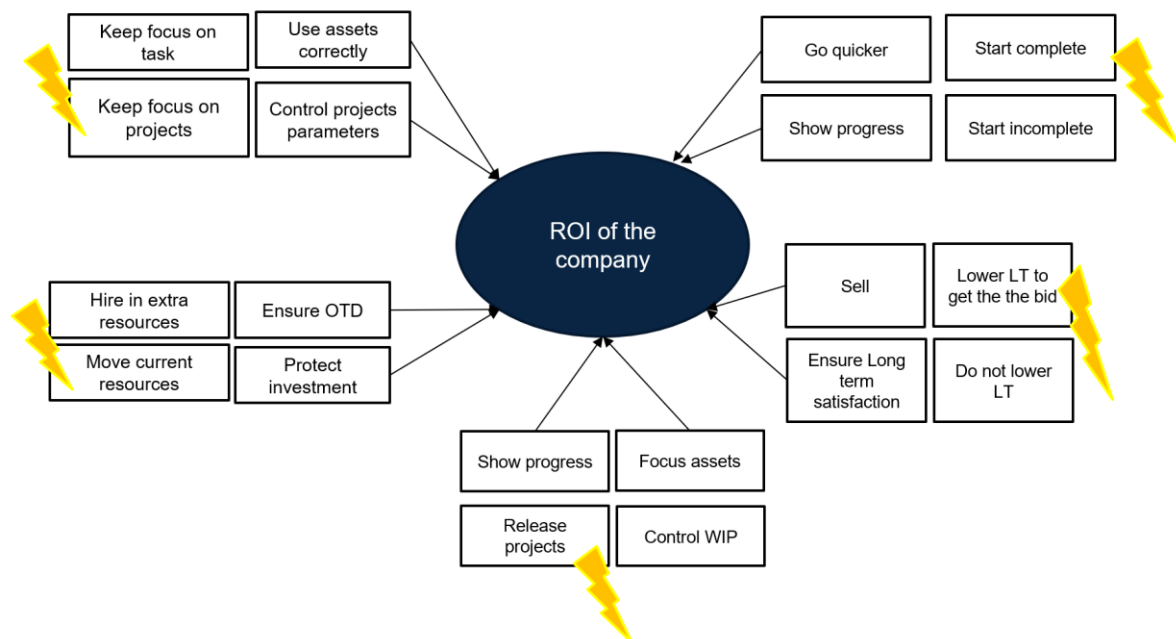 Keep focus on
task
Use assets
correctly
Keep focus on
projects
Control projects
parameters
Go quicker
Start complete
Show progress
Start incomplete
ROI of the
company
Hire in extra
resources
Ensure OTD
Move current
resources
Protect
investment
Sell
Lower LT to
get the the bid
Ensure Long
term
satisfaction
Do not lower
LT
Show progress
Focus assets
Release
projects
Control WIP